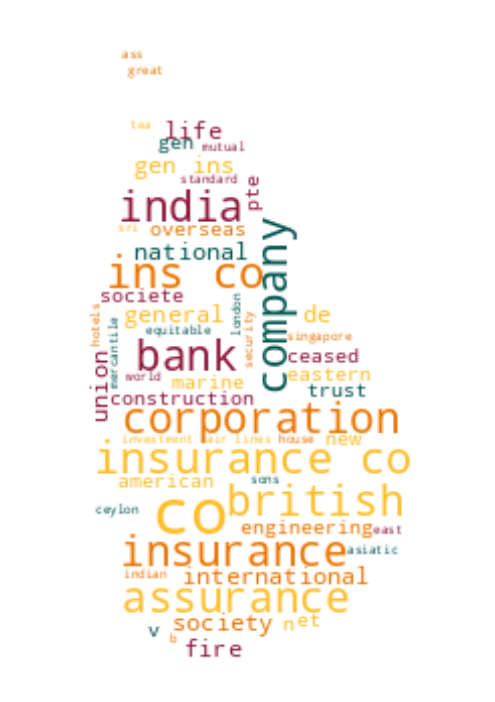 ass
great
tea
life
gen
mutual
gen ins
standard
pte
india
sri
overseas
company
national
ins co
societe
london
hotels
general
de
mercantile
equitable
security
singapore
bank
ceased
union
world
marine
eastern
construction
trust
corporation
investment
air lines
house
new
insurance co
american
sons
british
ceylon
co
engineering
east
insurance
asiatic
indian
international
assurance
society
net
v
b
fire